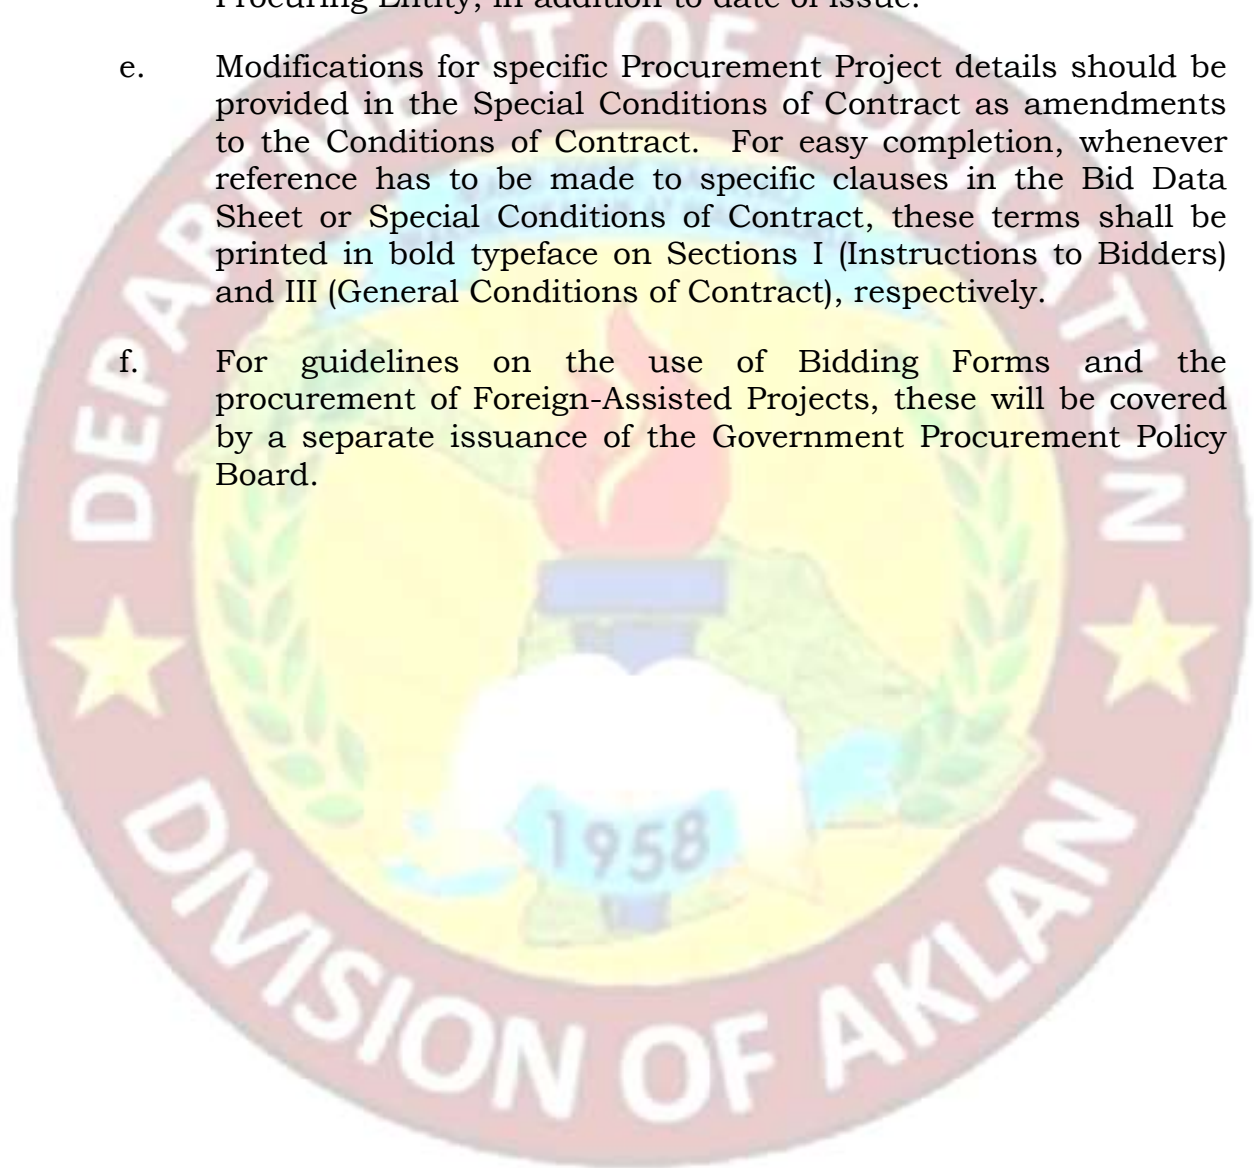 Procuring Entity, in addition to date of issue.
e. Modifications for specific Procurement Project details should be
provided in the Special Conditions of Contract as amendments
to the Conditions of Contract. For easy completion, whenever
reference has to be made to specific clauses in the Bid Data
Sheet or Special Conditions of Contract, these terms shall be
printed in bold typeface on Sections I (Instructions to Bidders)
and III (General Conditions of Contract), respectively.
f. For guidelines on the use of Bidding Forms and the
procurement of Foreign-Assisted Projects, these will be covered
by a separate issuance of the Government Procurement Policy
Board.
DEPARTMENT OF EDUCATION
1958
DIVISION OF AKLAN